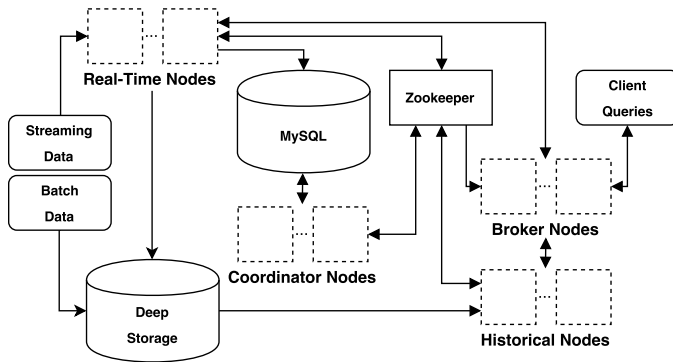 ...
...
Real-Time Nodes
Streaming
Data
MySQL
Zookeeper
Client
Queries
Batch
Data
...
...
Broker Nodes
...
Coordinator Nodes
Deep
Storage
...
Historical Nodes